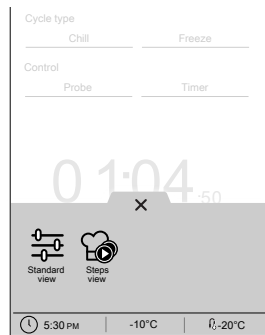 Cycle type
Chill Freeze
Control
Probe Timer
01:04:50
Standard view
Steps view
5:30 PM -10°C -20°C